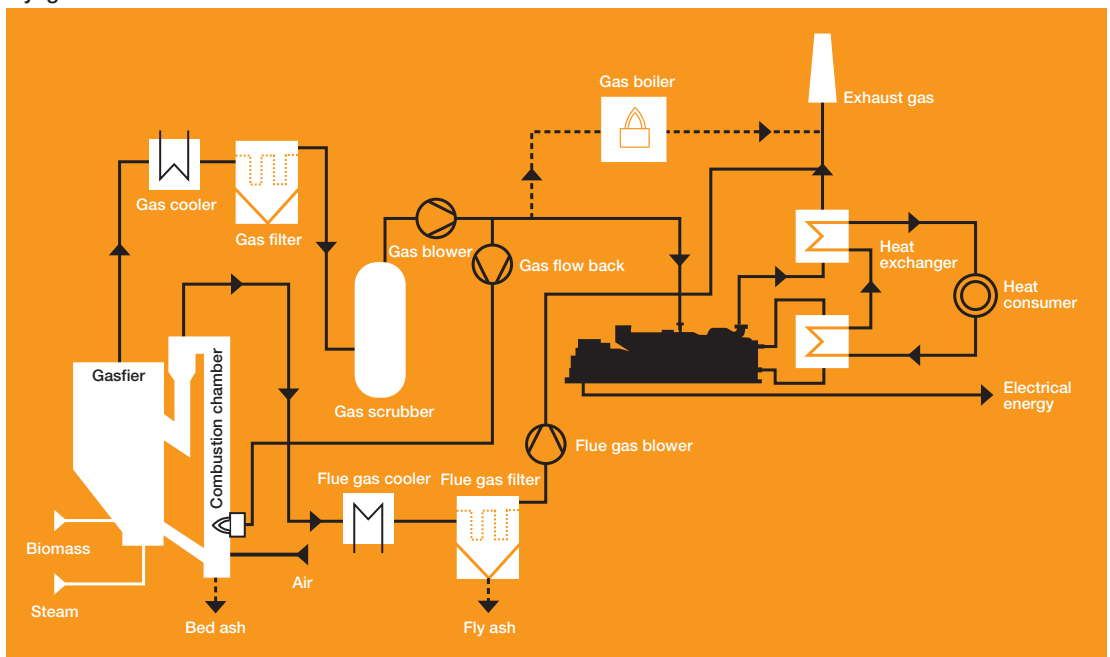 Gas boiler
Exhaust gas
Gas cooler
Gas filter
Gas blower
Gas flow back
Heat
exchanger
Heat
consumer
Gasfier
Combustion chamber
Gas scrubber
Electrical
energy
Flue gas blower
Flue gas cooler
Flue gas filter
Biomass
Air
Steam
Bed ash
Fly ash